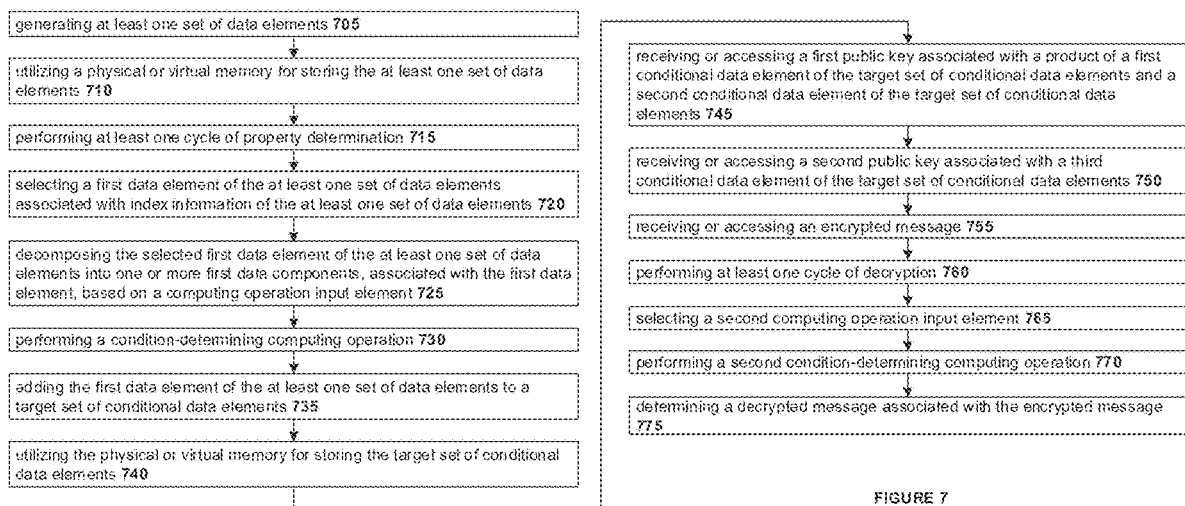 generating at least one set of data elements 705
utilizing a physical or virtual memory for storing the at least one set of data
elements 710
performing at least one cycle of property determination 715
selecting a first data element of the at least one set of data elements
associated with index information of the at least one set of data elements 720
decomposing the selected first data element of the at least one set of data
elements into one or more first data components, associated with the first data
element, based on a computing operation input element 725
performing a condition-determining computing operation 730
adding the first data element of the at least one set of data elements to a
target set of conditional data elements 735
utilizing the physical or virtual memory for storing the target set of conditional
data elements 740
receiving or accessing a first public key associated with a product of a first
conditional data element of the target set of conditional data elements and a
second conditional data element of the target set of conditional data
elements 745
receiving or accessing a second public key associated with a third
conditional data element of the target set of conditional data elements 750
receiving or accessing an encrypted message 755
performing at least one cycle of decryption 760
selecting a second computing operation input element 765
performing a second condition-determining computing operation 770
determining a decrypted message associated with the encrypted message
775
FIGURE 7